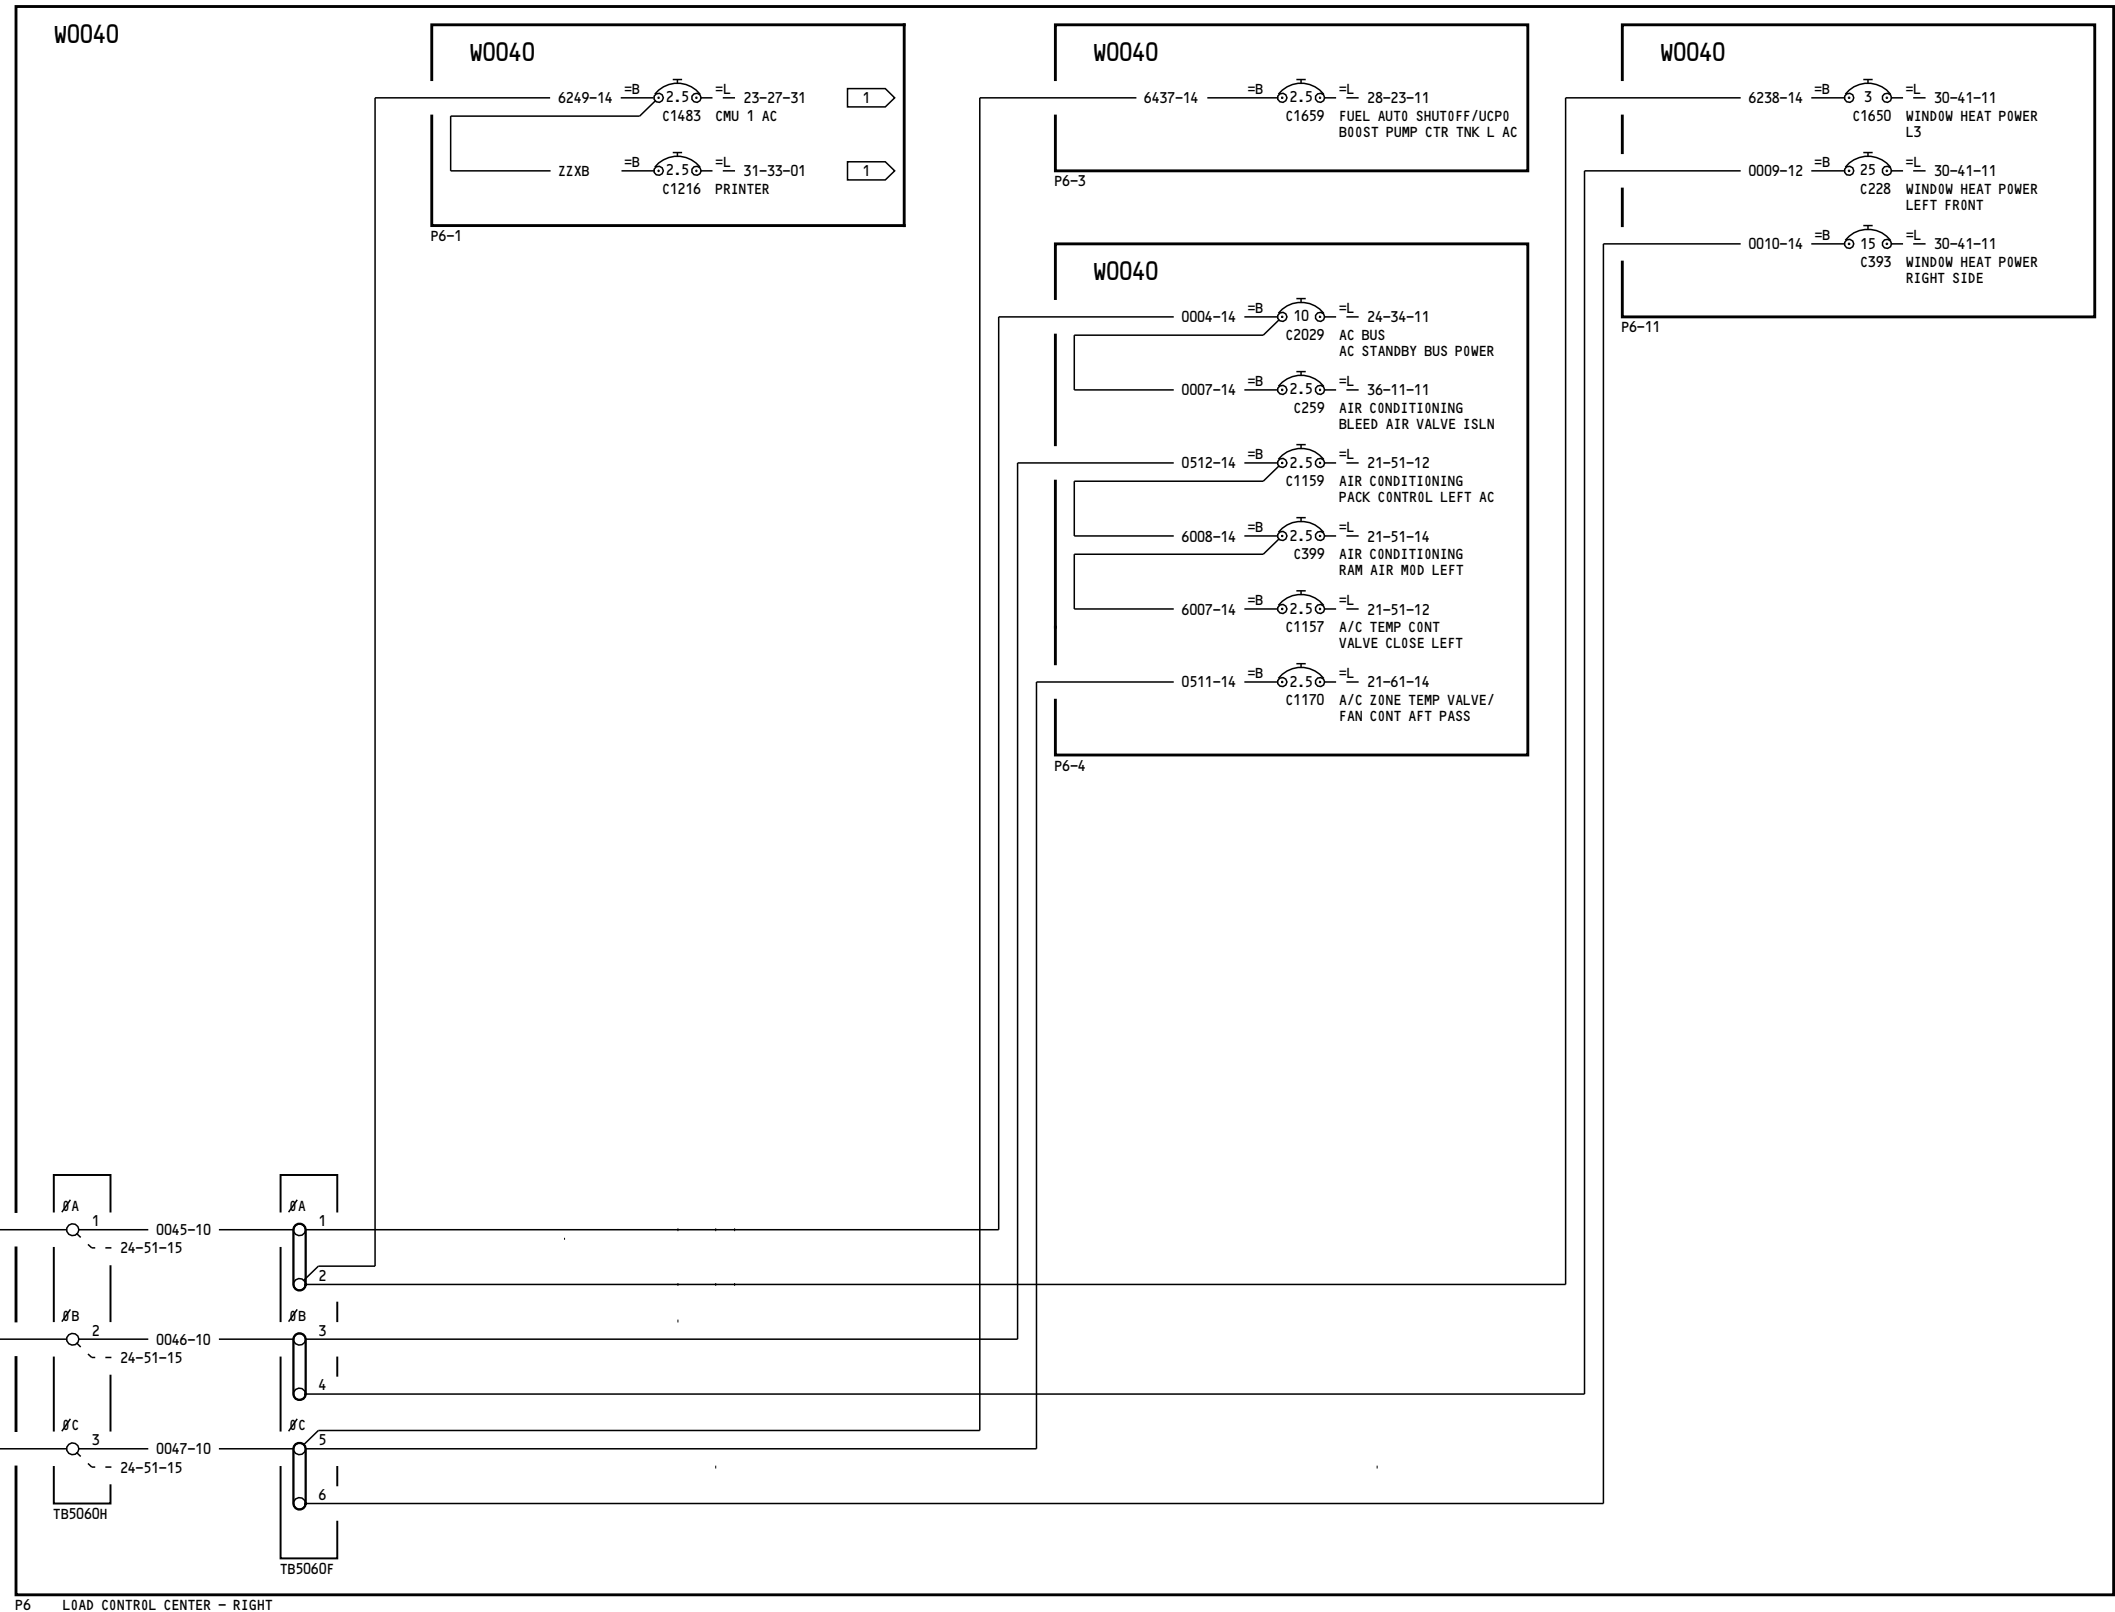 W0040
W0040
6249-14 =B 2.5 =L 23-27-31 1
C1483 CMU 1 AC
ZZXB =B 2.5 =L 31-33-01 1
C1216 PRINTER
P6-1
W0040
6437-14 =B 2.5 =L 28-23-11
C1659 FUEL AUTO SHUTOFF/UCPO
BOOST PUMP CTR TNK L AC
P6-3
W0040
0004-14 =B 10 =L 24-34-11
C2029 AC BUS
AC STANDBY BUS POWER
0007-14 =B 2.5 =L 36-11-11
C259 AIR CONDITIONING
BLEED AIR VALVE ISLN
0512-14 =B 2.5 =L 21-51-12
C1159 AIR CONDITIONING
PACK CONTROL LEFT AC
6008-14 =B 2.5 =L 21-51-14
C399 AIR CONDITIONING
RAM AIR MOD LEFT
6007-14 =B 2.5 =L 21-51-12
C1157 A/C TEMP CONT
VALVE CLOSE LEFT
0511-14 =B 2.5 =L 21-61-14
C1170 A/C ZONE TEMP VALVE/
FAN CONT AFT PASS
P6-4
W0040
6238-14 =B 3 =L 30-41-11
C1650 WINDOW HEAT POWER
L3
0009-12 =B 25 =L 30-41-11
C228 WINDOW HEAT POWER
LEFT FRONT
0010-14 =B 15 =L 30-41-11
C393 WINDOW HEAT POWER
RIGHT SIDE
P6-11
ØA
1 0045-10
24-51-15
ØB
2 0046-10
24-51-15
ØC
3 0047-10
24-51-15
TB5060H
ØA
1
2
ØB
3
4
ØC
5
6
TB5060F
P6 LOAD CONTROL CENTER - RIGHT